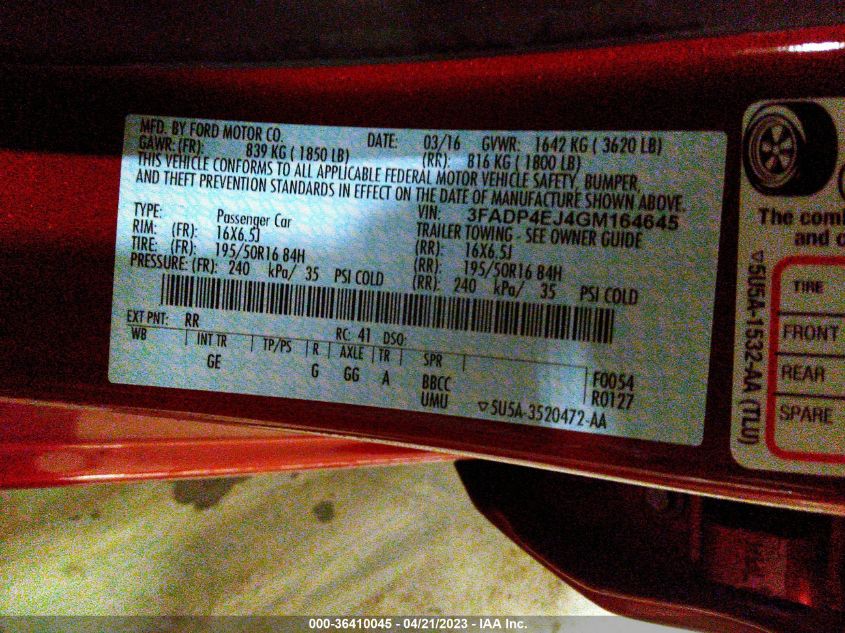 MFD. BY FORD MOTOR CO.
DATE: 03/16 GVWR: 1642 KG ( 3620 LB)
GAWR: (FR): 839 KG ( 1850 LB) (RR): 816 KG ( 1800 LB)
THIS VEHICLE CONFORMS TO ALL APPLICABLE FEDERAL MOTOR VEHICLE SAFETY, BUMPER,
AND THEFT PREVENTION STANDARDS IN EFFECT ON THE DATE OF MANUFACTURE SHOWN ABOVE.
VIN: 3FADP4EJ4GM164645
TYPE: Passenger Car TRAILER TOWING - SEE OWNER GUIDE
RIM: (FR): 16X6.5J (RR): 16X6.5J
TIRE: (FR): 195/50R16 84H (RR): 195/50R16 84H
PRESSURE: (FR): 240 kPa/ 35 PSI COLD (RR): 240 kPa/ 35 PSI COLD
EXT PNT: RR RC: 41 DSO:
WB INT TR TP/PS R AXLE TR SPR
GE G GG A BBCC F0054
UMU R0127
▽5U5A-3520472-AA
The comb
and c
TIRE
FRONT
REAR
SPARE
▽5U5A-1532-AA (TLU)
000-36410045 - 04/21/2023 - IAA Inc.